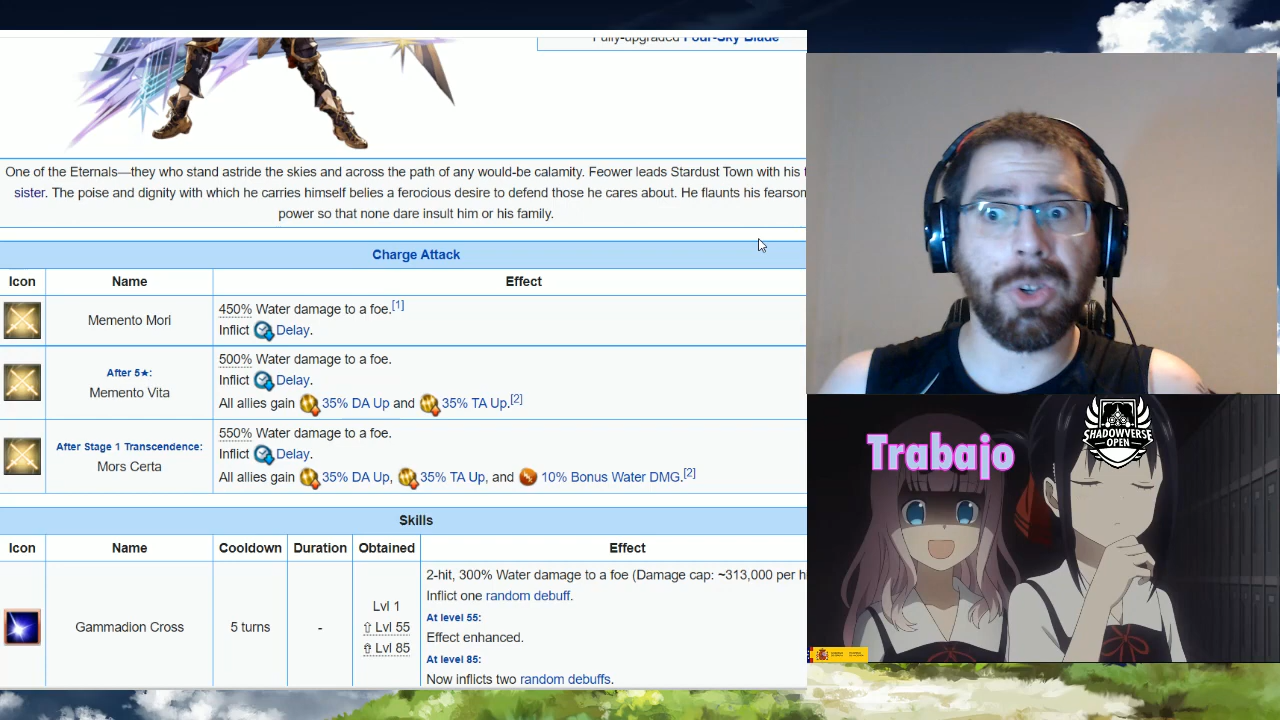 Fully-upgraded Four-Sky Blade
One of the Eternals—they who stand astride the skies and across the path of any would-be calamity. Feower leads Stardust Town with his
sister. The poise and dignity with which he carries himself belies a ferocious desire to defend those he cares about. He flaunts his fearson
power so that none dare insult him or his family.
Charge Attack
Icon Name Effect
Memento Mori
450% Water damage to a foe.[1]
Inflict Delay.
After 5★:
Memento Vita
500% Water damage to a foe.
Inflict Delay.
All allies gain 35% DA Up and 35% TA Up.[2]
After Stage 1 Transcendence:
Mors Certa
550% Water damage to a foe.
Inflict Delay.
All allies gain 35% DA Up, 35% TA Up, and 10% Bonus Water DMG.[2]
Skills
Icon Name Cooldown Duration Obtained Effect
Gammadion Cross
5 turns
-
Lvl 1
⇧ Lvl 55
⇧ Lvl 85
2-hit, 300% Water damage to a foe (Damage cap: ~313,000 per h
Inflict one random debuff.
At level 55:
Effect enhanced.
At level 85:
Now inflicts two random debuffs.
Trabajo
SHADOWVERSE
OPEN